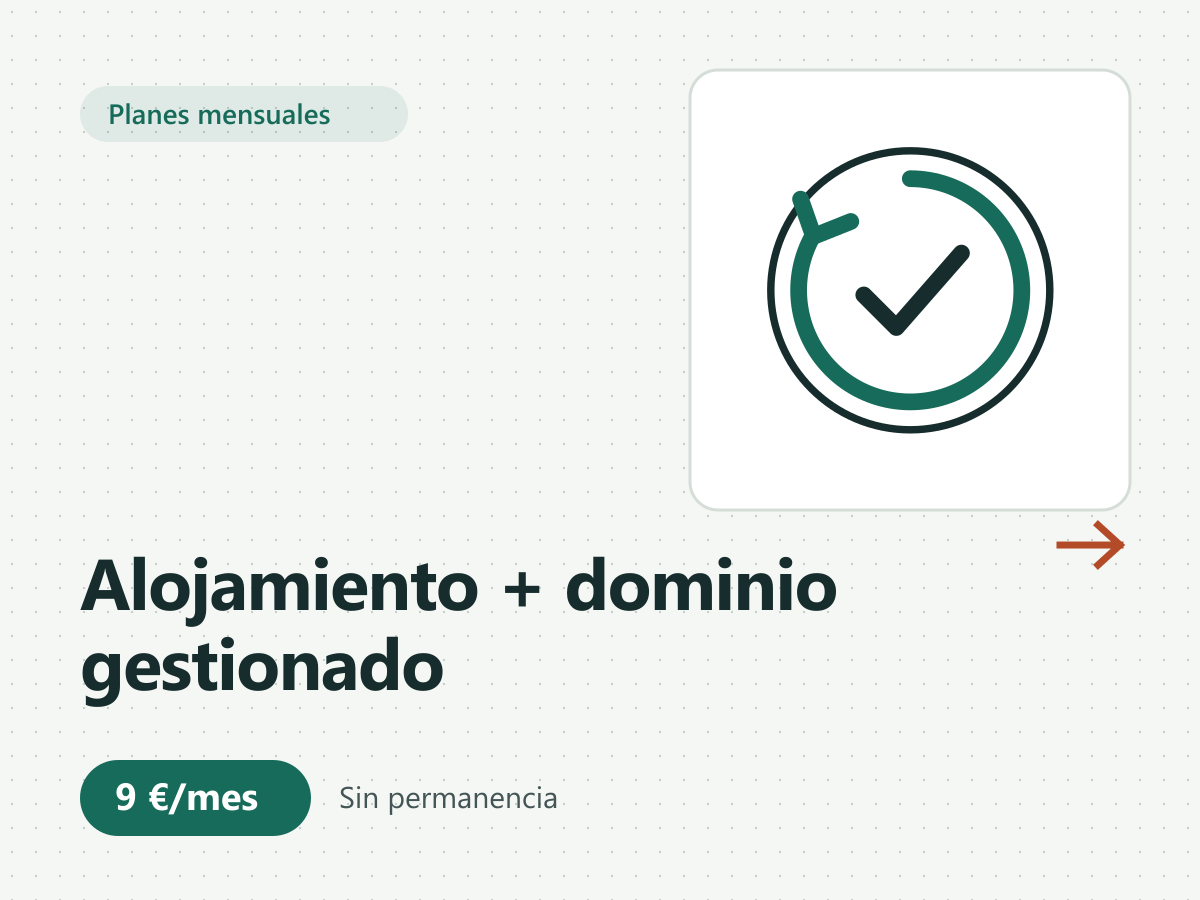 Planes mensuales
Alojamiento + dominio
gestionado
9 €/mes
Sin permanencia